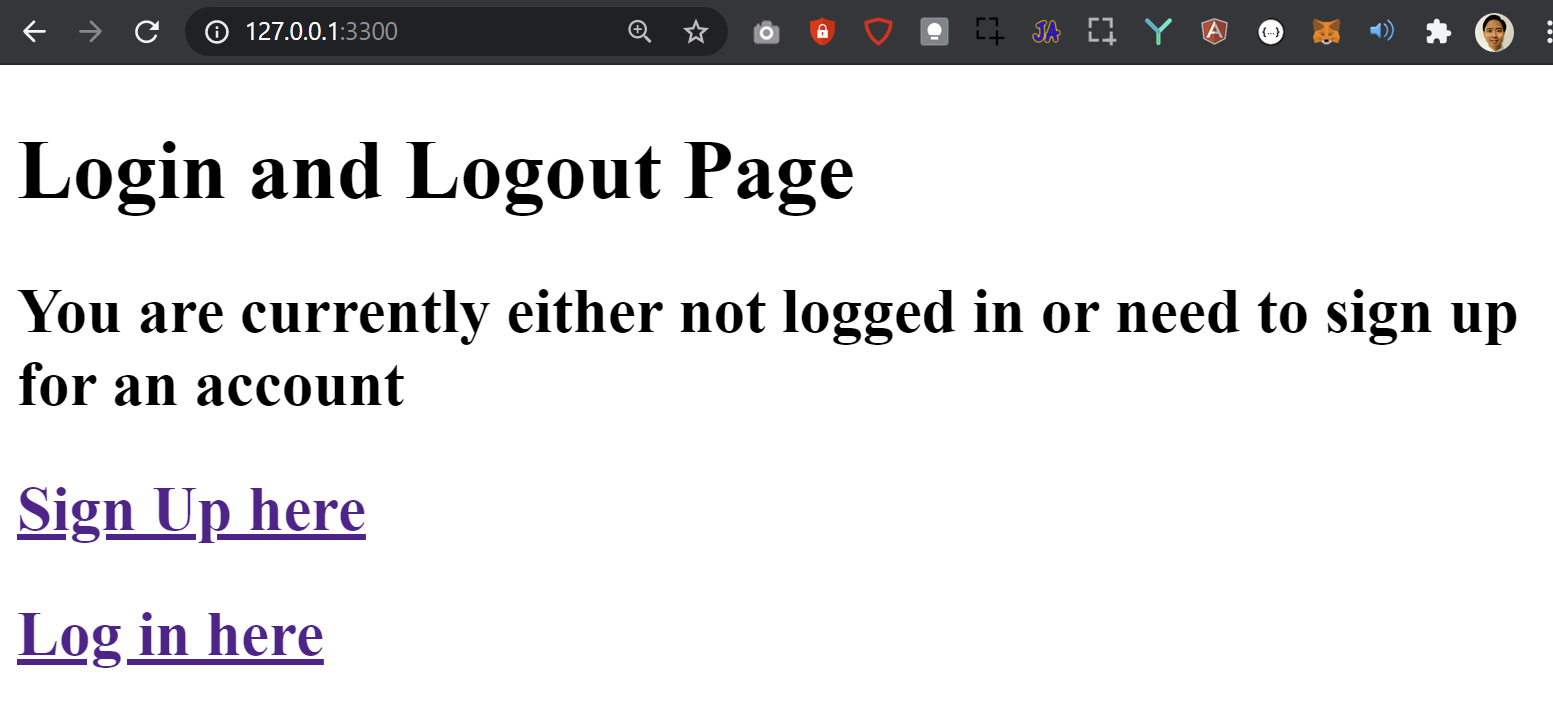 127.0.0.1:3300
Login and Logout Page
You are currently either not logged in or need to sign up
for an account
Sign Up here
Log in here